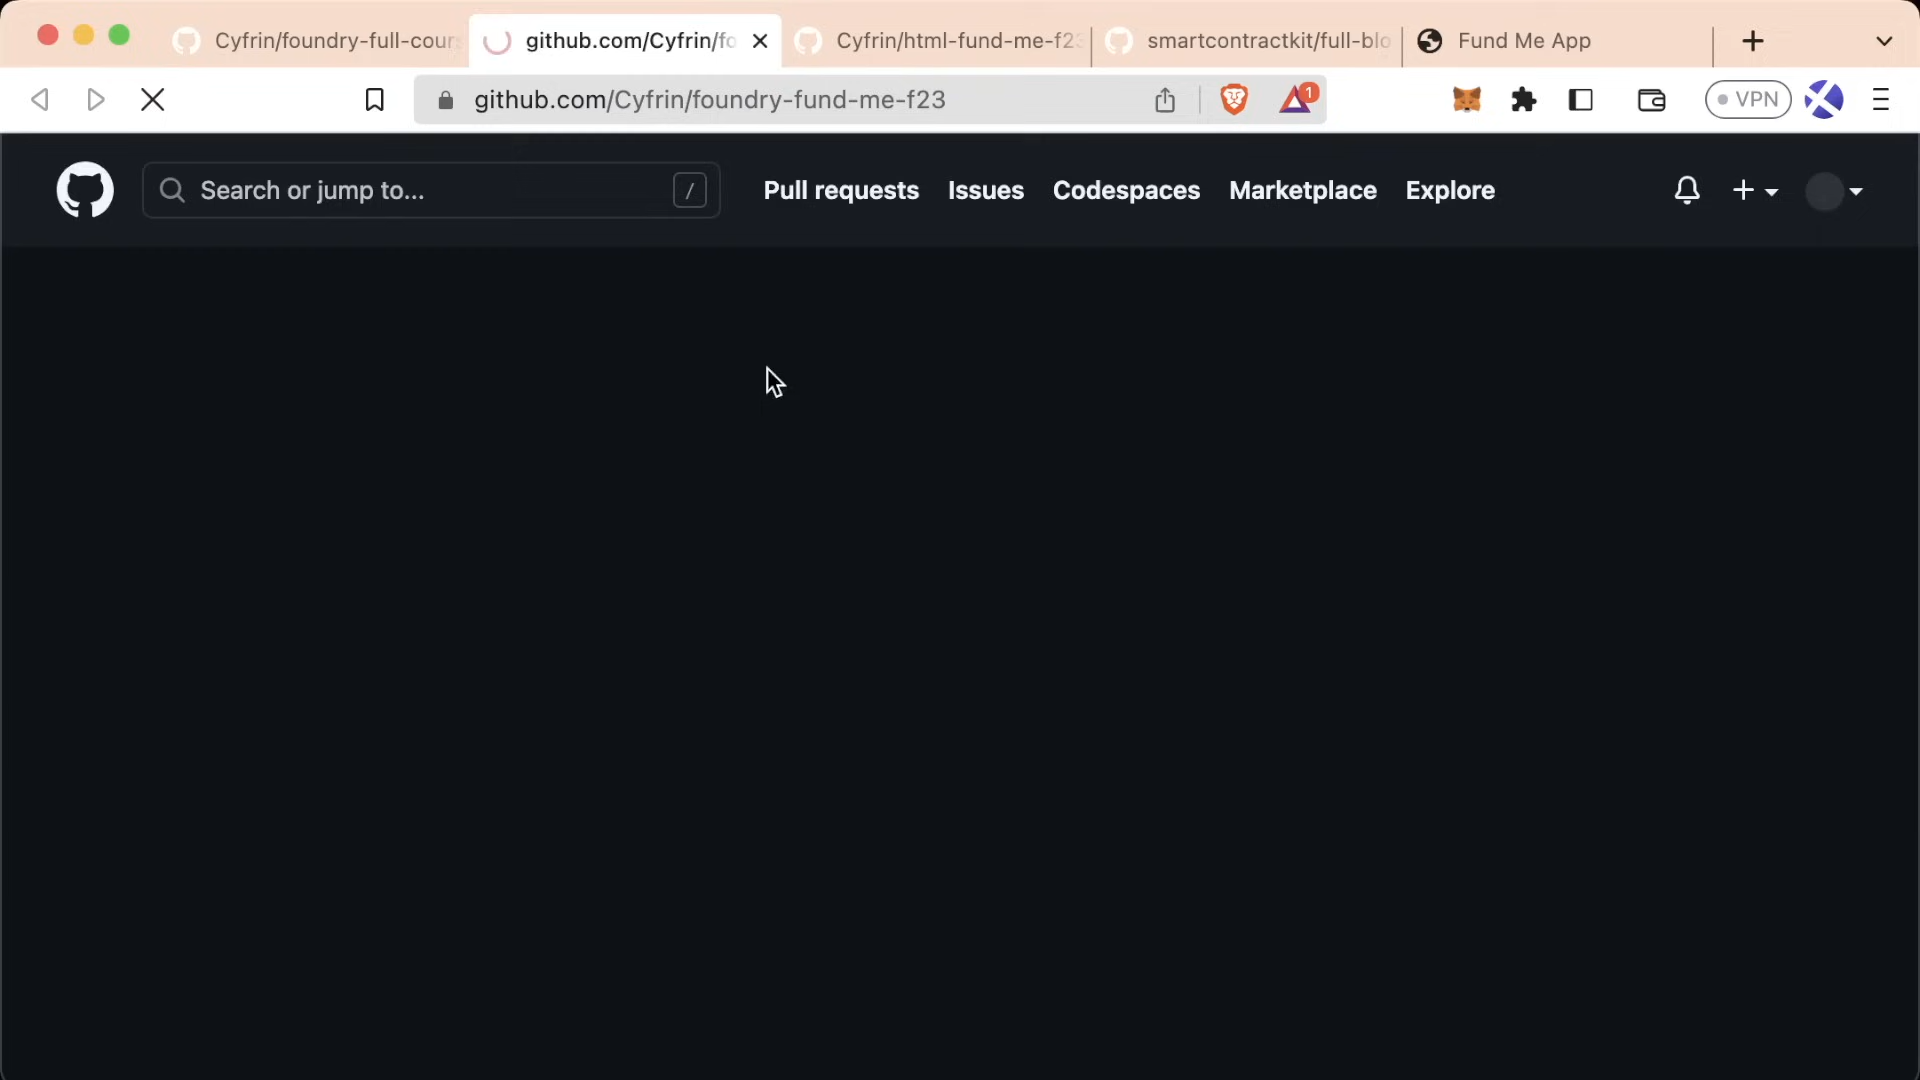 Cyfrin/foundry-full-cour
github.com/Cyfrin/fo
Cyfrin/html-fund-me-f23
smartcontractkit/full-blo
Fund Me App
github.com/Cyfrin/foundry-fund-me-f23
1
VPN
Search or jump to...
/
Pull requests
Issues
Codespaces
Marketplace
Explore